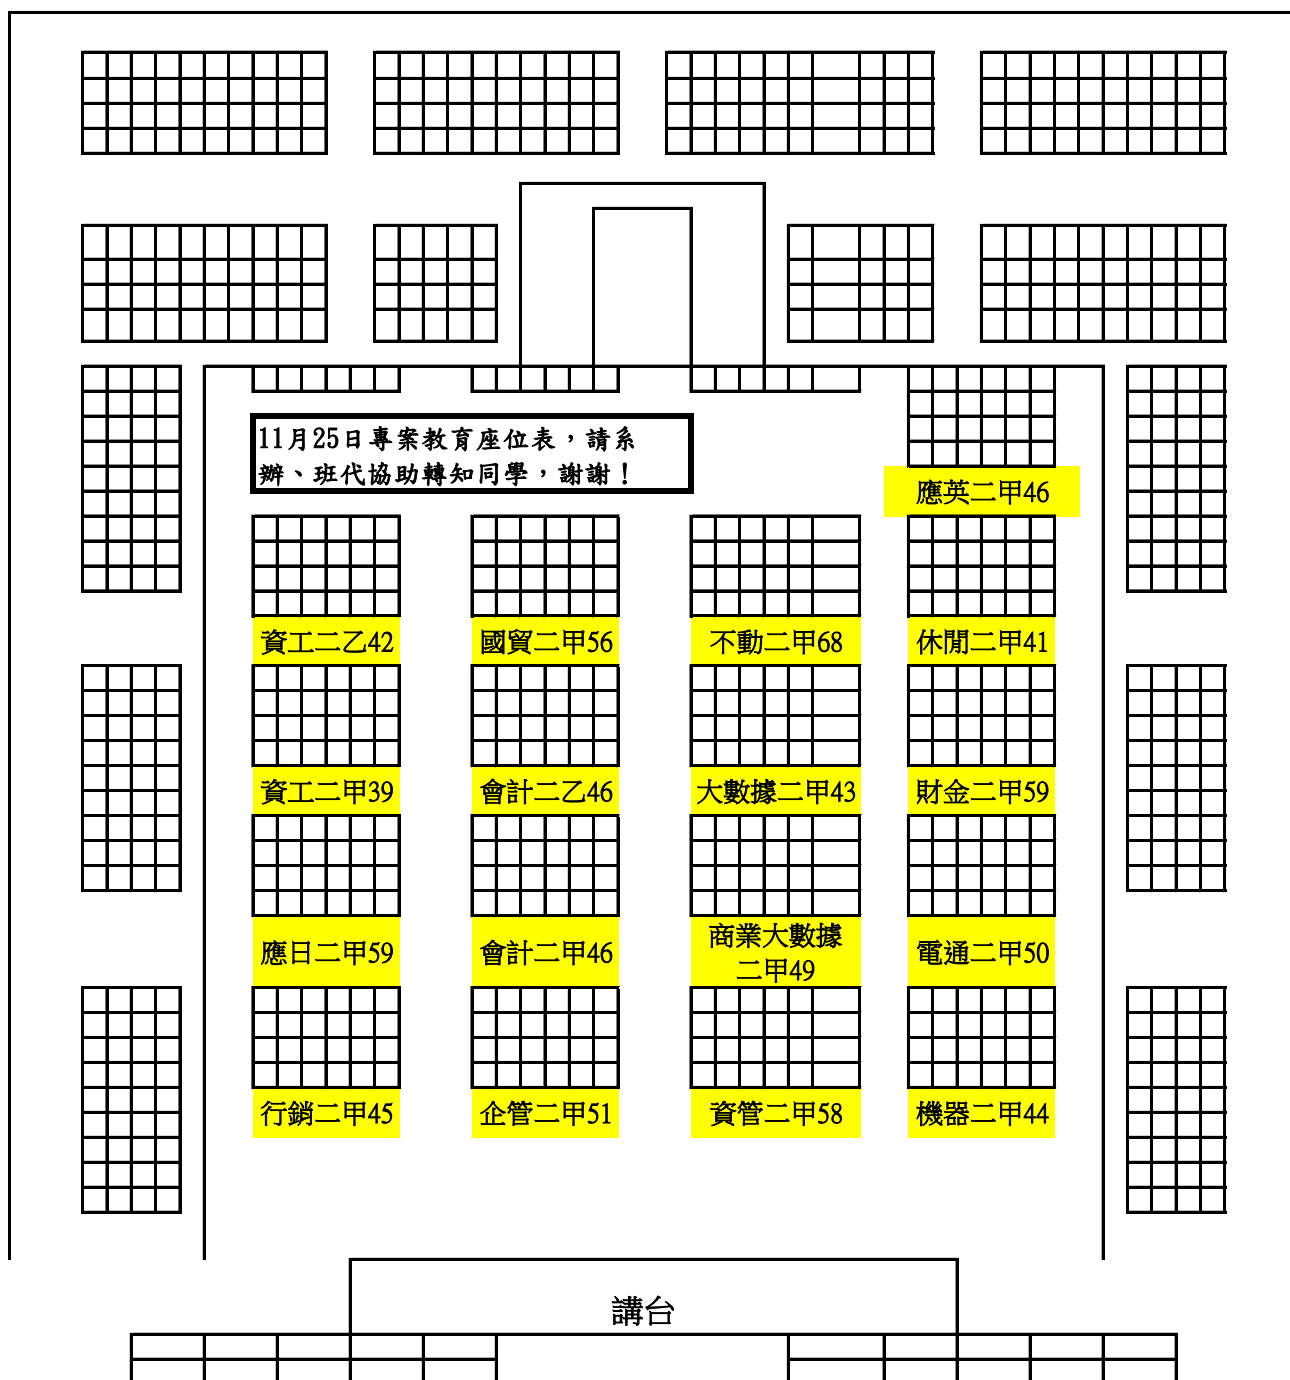 11月25日專案教育座位表，請系
辦、班代協助轉知同學，謝謝！
應英二甲46
資工二乙42
國貿二甲56
不動二甲68
休閒二甲41
資工二甲39
會計二乙46
大數據二甲43
財金二甲59
應日二甲59
會計二甲46
商業大數據
二甲49
電通二甲50
行銷二甲45
企管二甲51
資管二甲58
機器二甲44
講台